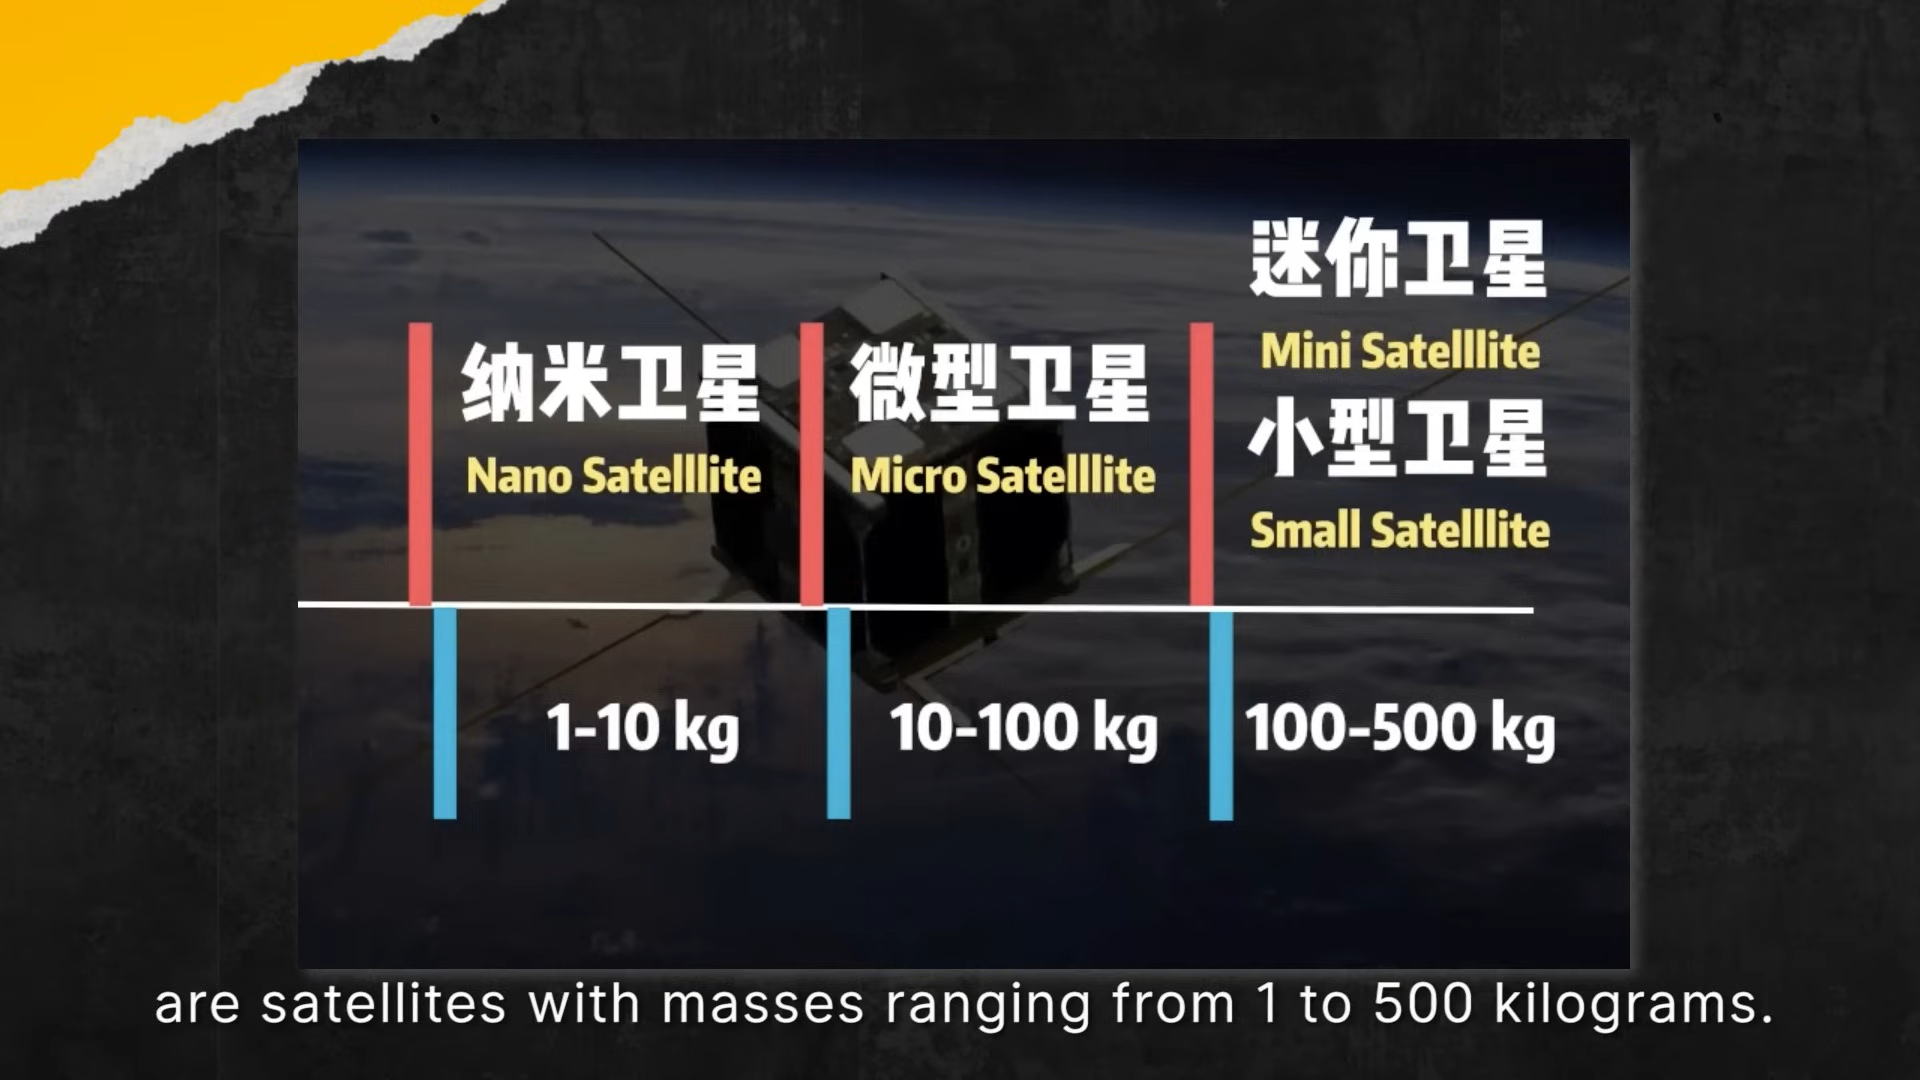 纳米卫星
Nano Satelllite
微型卫星
Micro Satelllite
迷你卫星
Mini Satelllite
小型卫星
Small Satelllite
1-10 kg
10-100 kg
100-500 kg
are satellites with masses ranging from 1 to 500 kilograms.